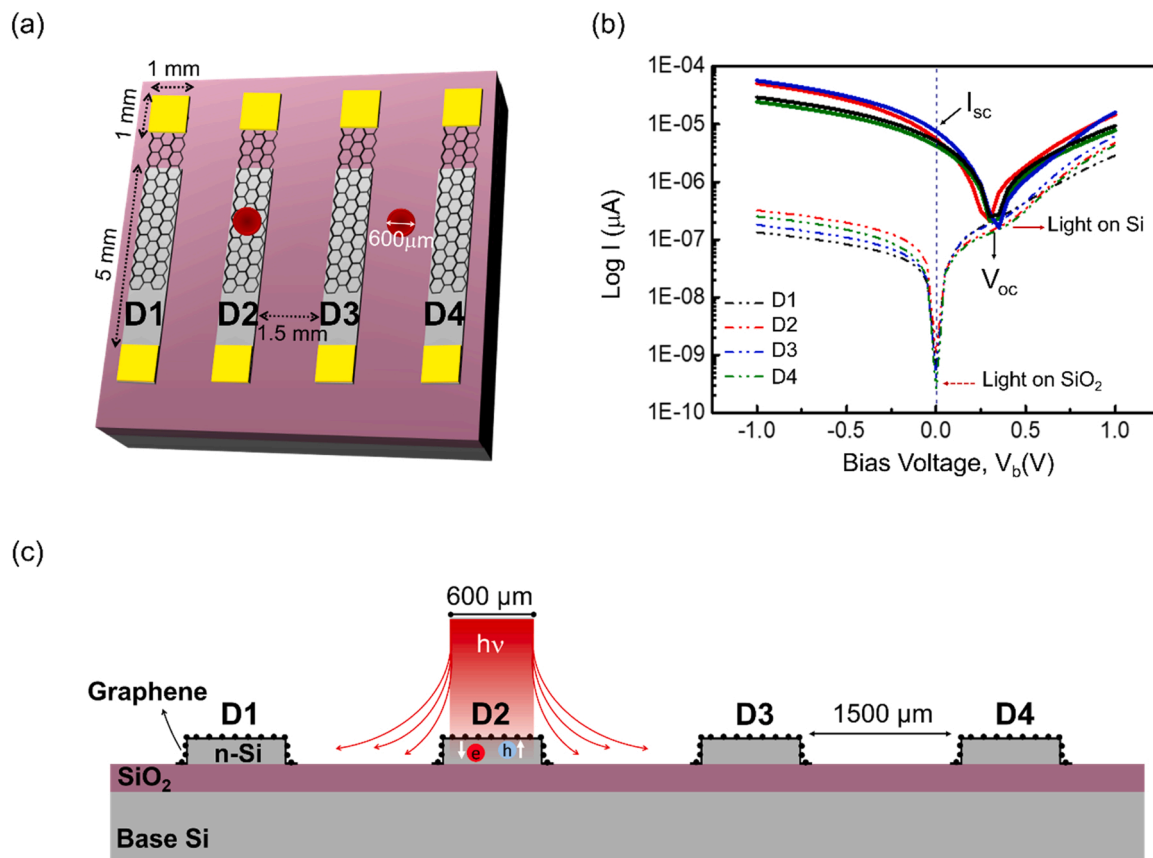 (a)
1 mm
1 mm
5 mm
600µm
D1
D2
D3
D4
1.5 mm
(b)
Log I (µA)
1E-04
1E-05
1E-06
1E-07
1E-08
1E-09
1E-10
Isc
Light on Si
Voc
D1
D2
D3
D4
Light on SiO₂
-1.0
-0.5
0.0
0.5
1.0
Bias Voltage, Vb(V)
(c)
600 µm
hν
Graphene
D1
D2
D3
1500 µm
D4
n-Si
e
h
SiO₂
Base Si